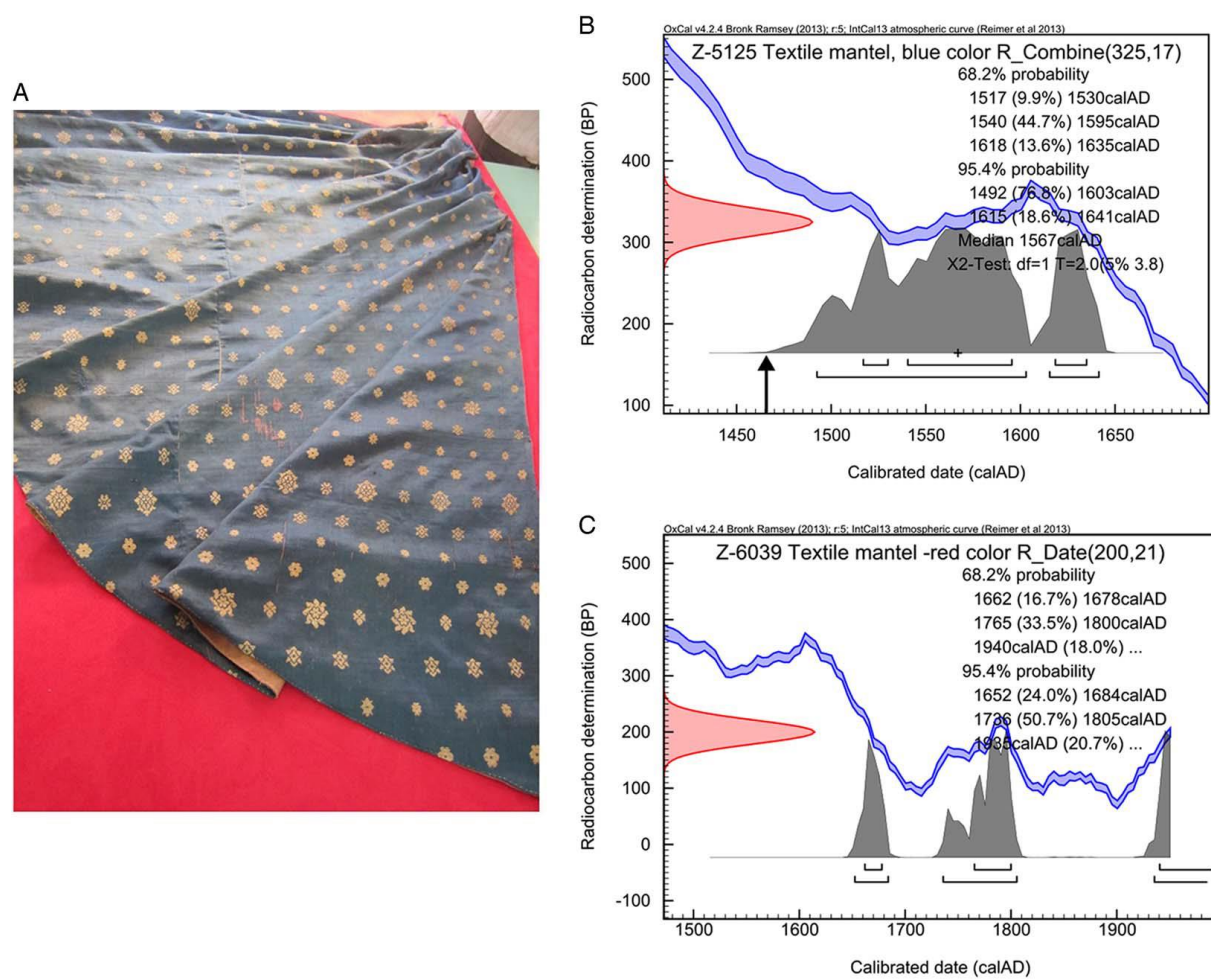 A
B
OxCal v4.2.4 Bronk Ramsey (2013); r:5; IntCal13 atmospheric curve (Reimer et al 2013)
Z-5125 Textile mantel, blue color R_Combine(325,17)
68.2% probability
1517 (9.9%) 1530calAD
1540 (44.7%) 1595calAD
1618 (13.6%) 1635calAD
95.4% probability
1492 (76.8%) 1603calAD
1615 (18.6%) 1641calAD
Median 1567calAD
X2-Test: df=1 T=2.0(5% 3.8)
Radiocarbon determination (BP)
500
400
300
200
100
1450 1500 1550 1600 1650
Calibrated date (calAD)
C
OxCal v4.2.4 Bronk Ramsey (2013); r:5; IntCal13 atmospheric curve (Reimer et al 2013)
Z-6039 Textile mantel -red color R_Date(200,21)
68.2% probability
1662 (16.7%) 1678calAD
1765 (33.5%) 1800calAD
1940calAD (18.0%) ...
95.4% probability
1652 (24.0%) 1684calAD
1736 (50.7%) 1805calAD
1935calAD (20.7%) ...
Radiocarbon determination (BP)
500
400
300
200
100
0
-100
1500 1600 1700 1800 1900
Calibrated date (calAD)